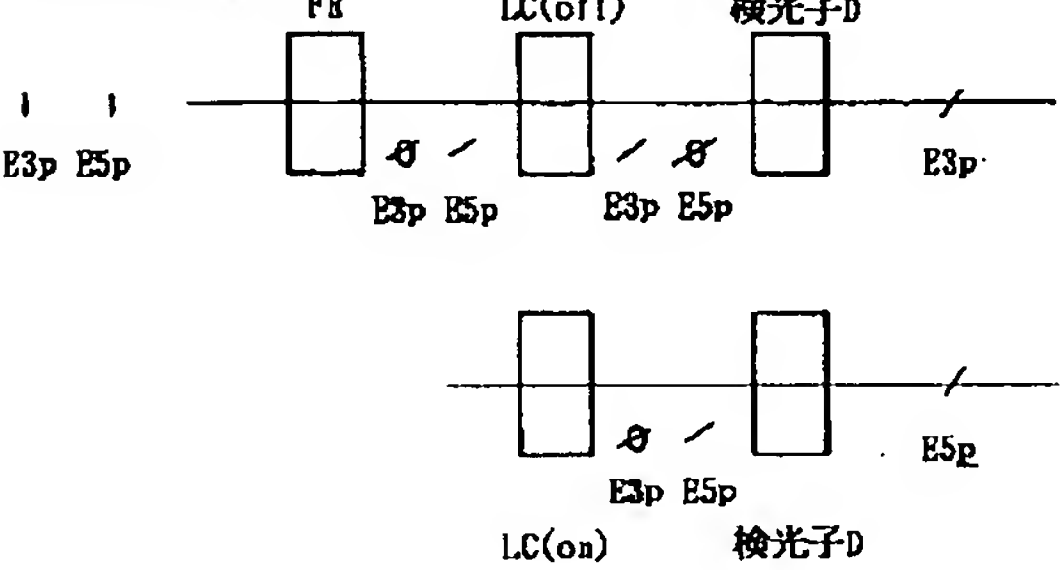 LC(off) 検光子D
E3p E5p E3p
E3p E5p E3p E5p
E5p
E3p E5p
LC(on) 検光子D